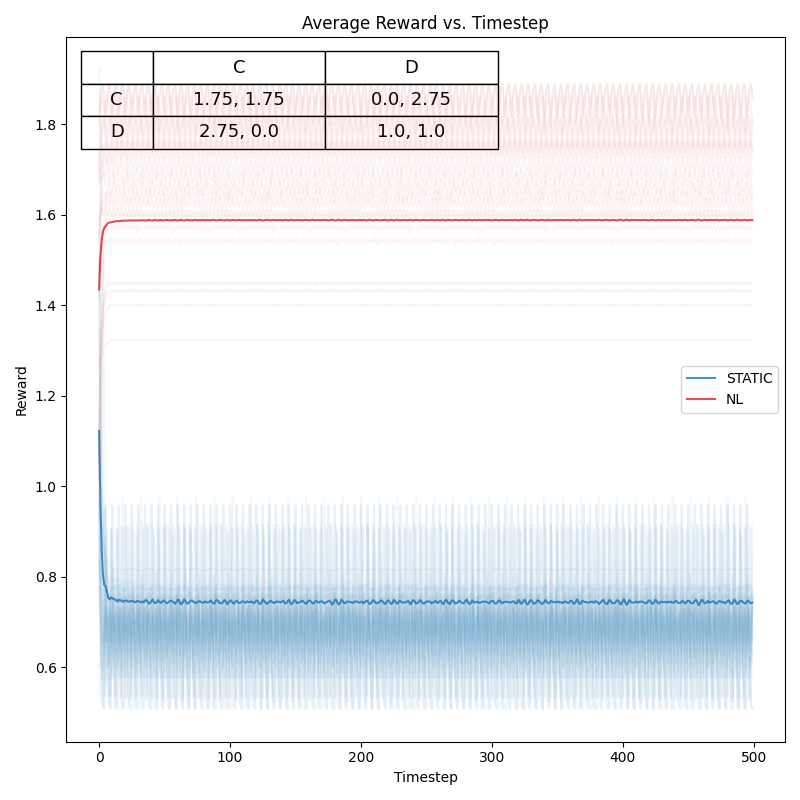 Average Reward vs. Timestep
C D
C 1.75, 1.75 0.0, 2.75
D 2.75, 0.0 1.0, 1.0
1.8
1.6
1.4
1.2
1.0
0.8
0.6
Reward
STATIC
NL
0 100 200 300 400 500
Timestep